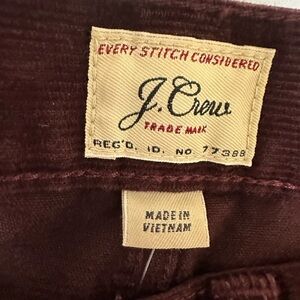 EVERY STITCH CONSIDERED
J.Crew
TRADE MARK
REG'D. ID. NO. 77388
MADE IN
VIETNAM